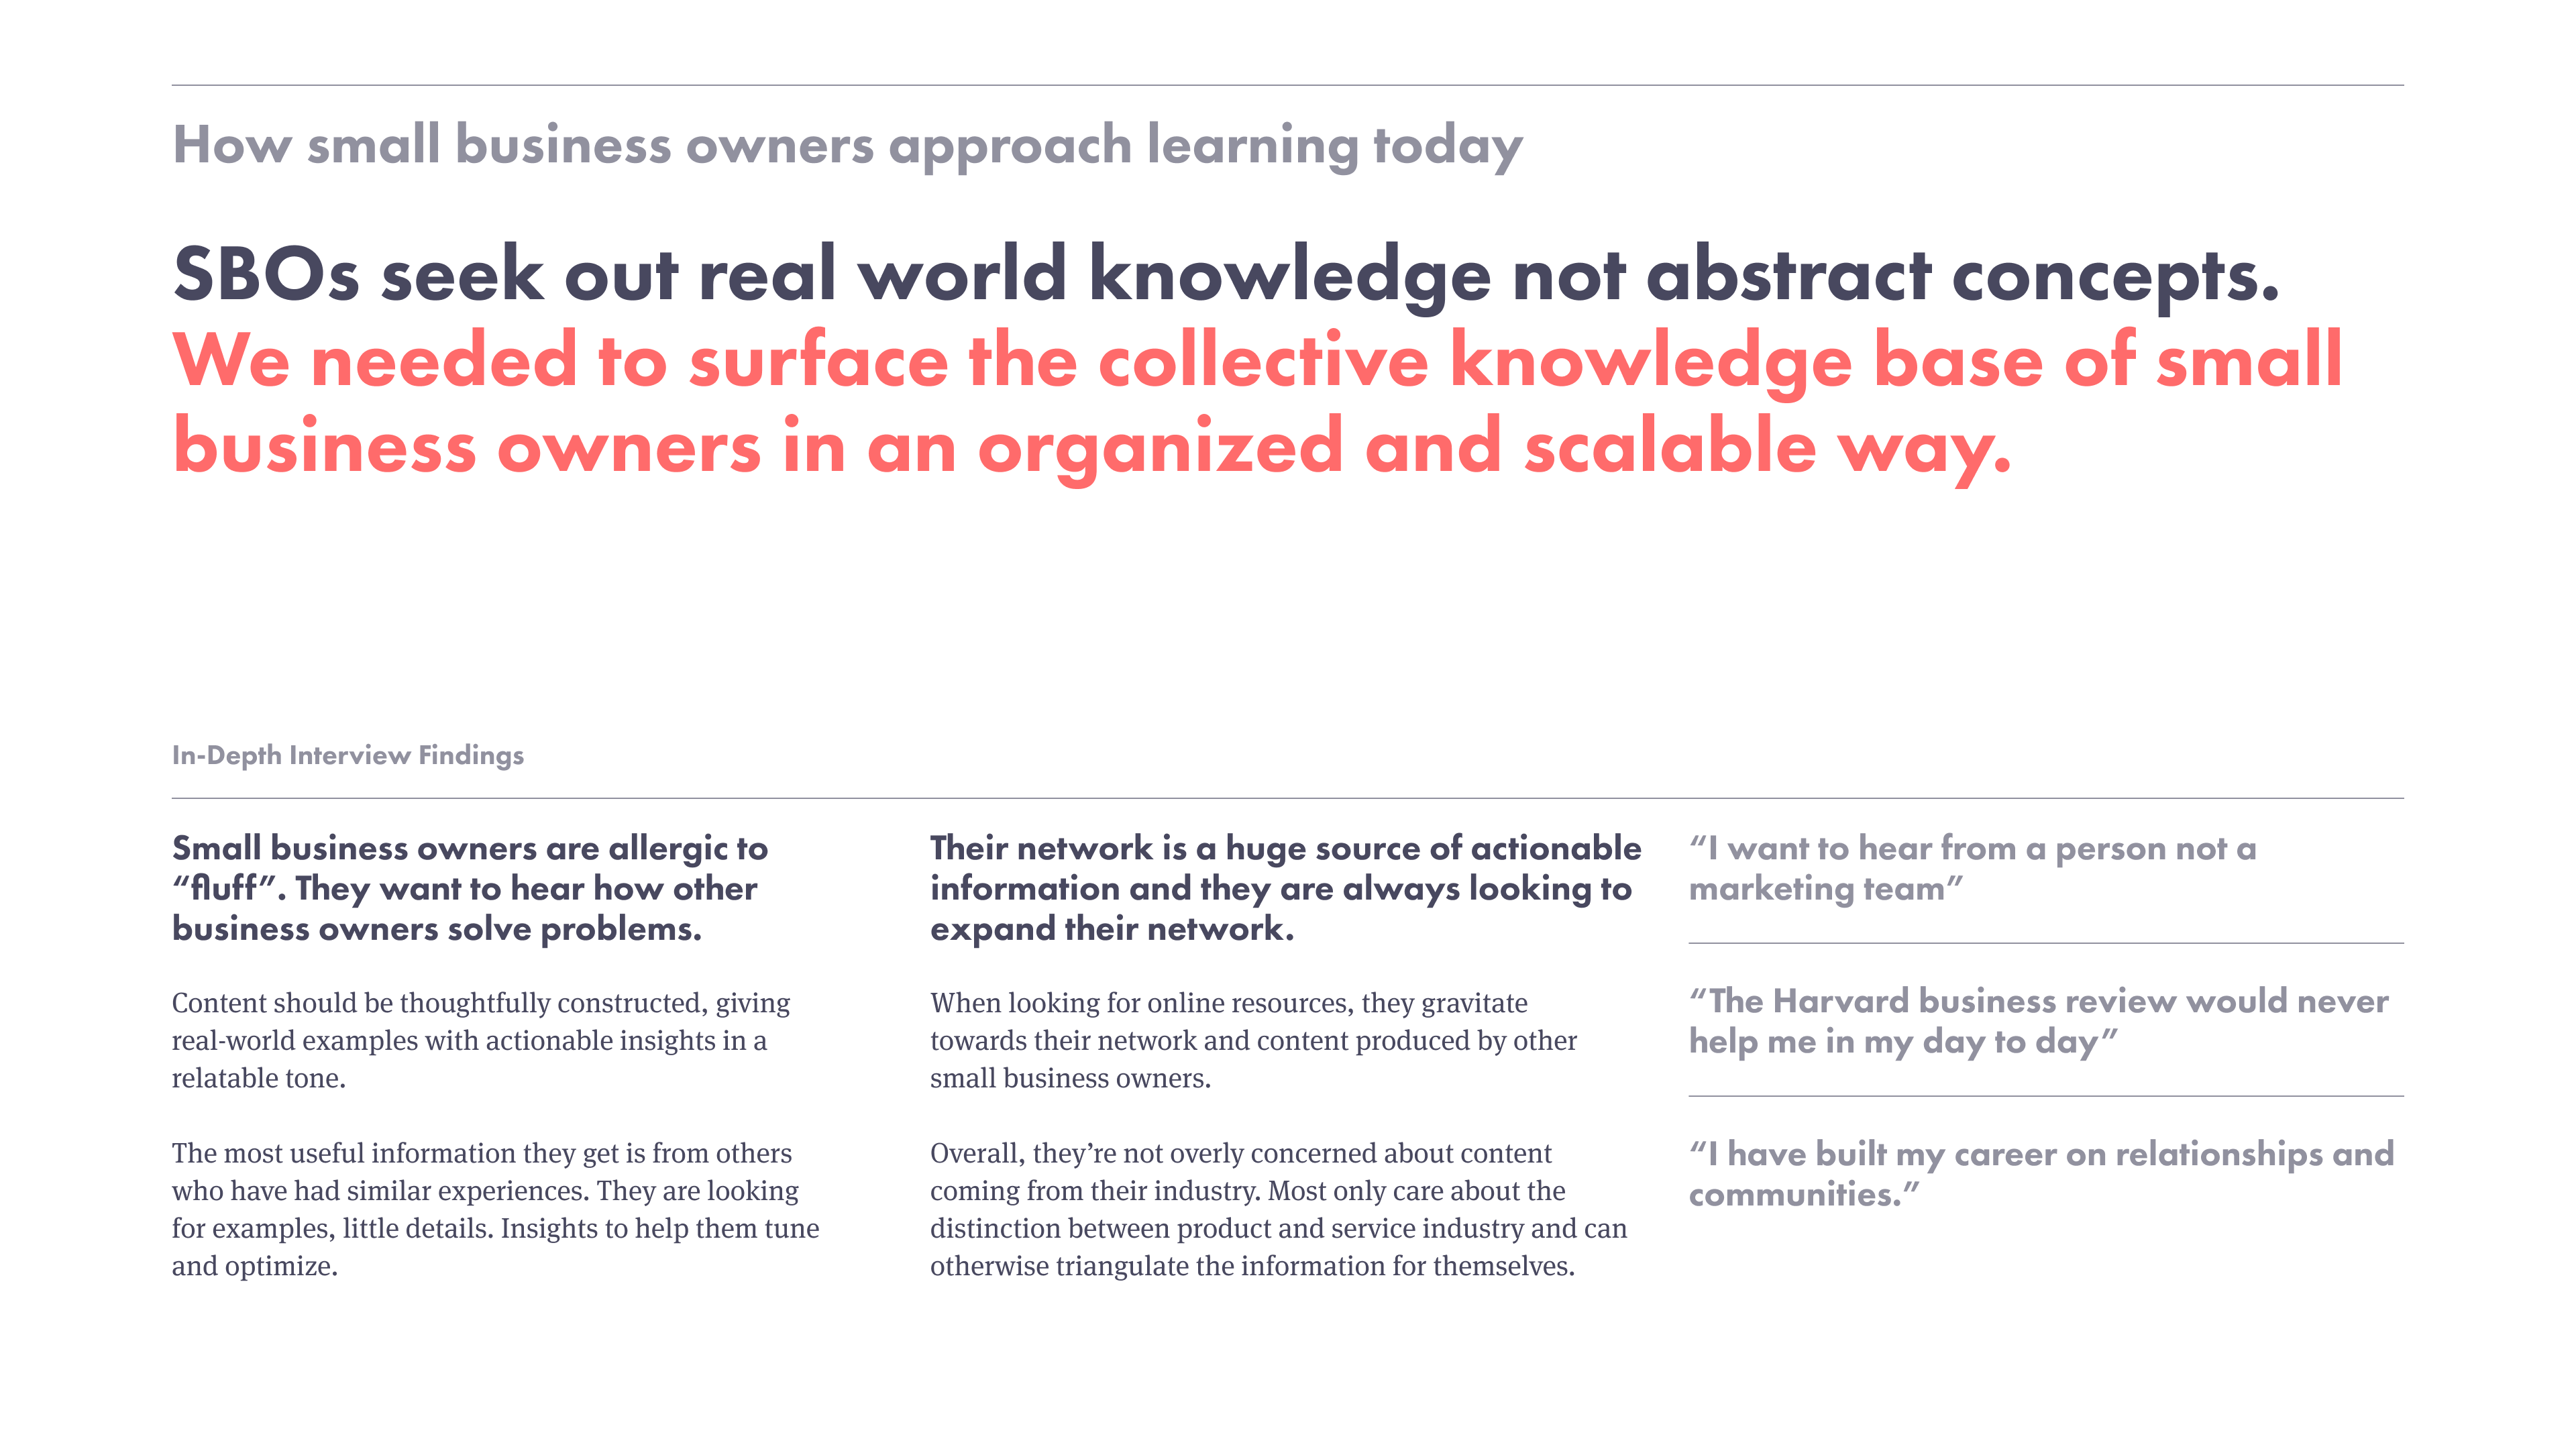 How small business owners approach learning today
SBOs seek out real world knowledge not abstract concepts.
We needed to surface the collective knowledge base of small
business owners in an organized and scalable way.
In-Depth Interview Findings
Small business owners are allergic to
“fluff”. They want to hear how other
business owners solve problems.
Content should be thoughtfully constructed, giving
real-world examples with actionable insights in a
relatable tone.
The most useful information they get is from others
who have had similar experiences. They are looking
for examples, little details. Insights to help them tune
and optimize.
Their network is a huge source of actionable
information and they are always looking to
expand their network.
When looking for online resources, they gravitate
towards their network and content produced by other
small business owners.
Overall, they’re not overly concerned about content
coming from their industry. Most only care about the
distinction between product and service industry and can
otherwise triangulate the information for themselves.
“I want to hear from a person not a
marketing team”
“The Harvard business review would never
help me in my day to day”
“I have built my career on relationships and
communities.”